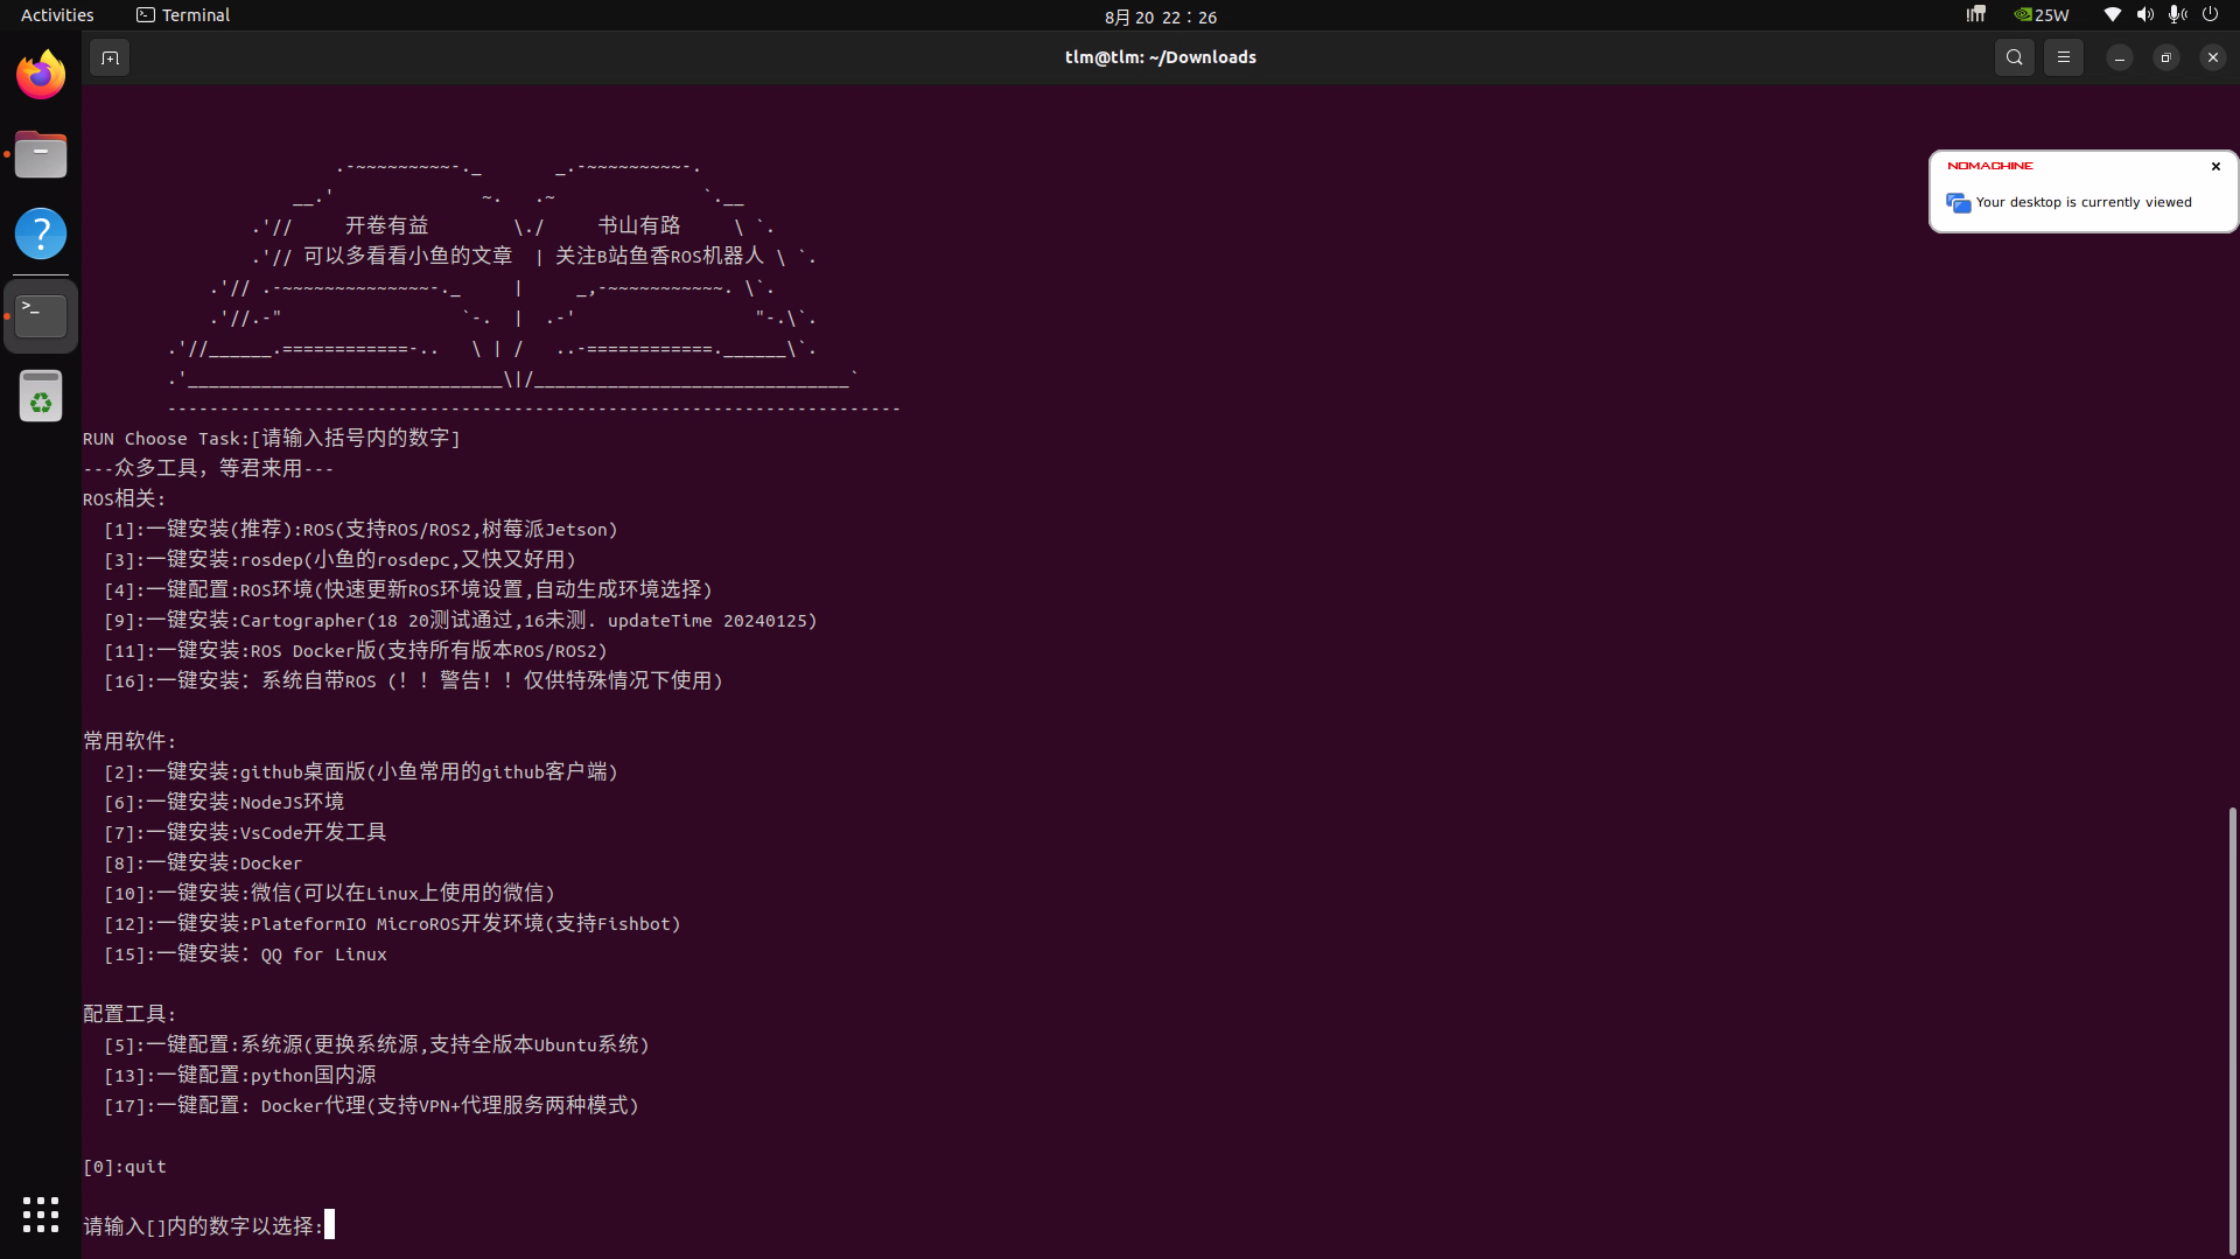 Activities
Terminal
8月 20 22：26
25W
tlm@tlm: ~/Downloads
NOMACHINE
Your desktop is currently viewed
.-~~~~~~~~~-._       _.-~~~~~~~~~-.
__.'              ~.   .~              `.__
.'//     开卷有益        \./     书山有路     \ `.
.'// 可以多看看小鱼的文章  | 关注B站鱼香ROS机器人 \ `.
.'// .-~~~~~~~~~~~~~~-._     |     _,-~~~~~~~~~~~. \`.
.'//.-"                 `-.  |  .-'                 "-.\`.
.'//______.============-..   \ | /   ..-============.______\`.
.'______________________________\|/______________________________`
----------------------------------------------------------------------
RUN Choose Task:[请输入括号内的数字]
---众多工具，等君来用---
ROS相关:
[1]:一键安装(推荐):ROS(支持ROS/ROS2,树莓派Jetson)
[3]:一键安装:rosdep(小鱼的rosdepc,又快又好用)
[4]:一键配置:ROS环境(快速更新ROS环境设置,自动生成环境选择)
[9]:一键安装:Cartographer(18 20测试通过,16未测. updateTime 20240125)
[11]:一键安装:ROS Docker版(支持所有版本ROS/ROS2)
[16]:一键安装：系统自带ROS (！！警告！！仅供特殊情况下使用)
常用软件:
[2]:一键安装:github桌面版(小鱼常用的github客户端)
[6]:一键安装:NodeJS环境
[7]:一键安装:VsCode开发工具
[8]:一键安装:Docker
[10]:一键安装:微信(可以在Linux上使用的微信)
[12]:一键安装:PlateformIO MicroROS开发环境(支持Fishbot)
[15]:一键安装：QQ for Linux
配置工具:
[5]:一键配置:系统源(更换系统源,支持全版本Ubuntu系统)
[13]:一键配置:python国内源
[17]:一键配置: Docker代理(支持VPN+代理服务两种模式)
[0]:quit
请输入[]内的数字以选择: